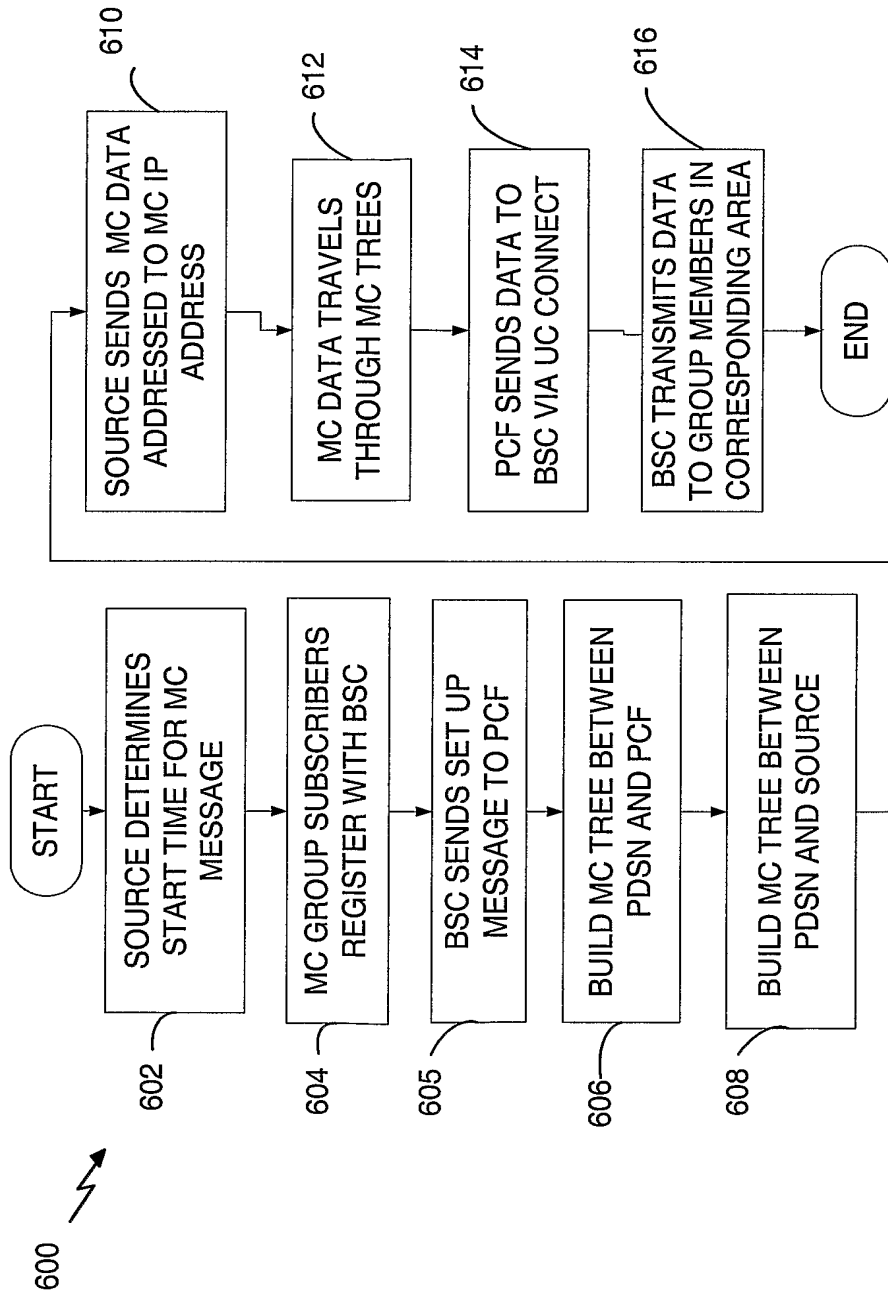 600
START
602
SOURCE DETERMINES
START TIME FOR MC
MESSAGE
604
MC GROUP SUBSCRIBERS
REGISTER WITH BSC
605
BSC SENDS SET UP
MESSAGE TO PCF
606
BUILD MC TREE BETWEEN
PDSN AND PCF
608
BUILD MC TREE BETWEEN
PDSN AND SOURCE
610
SOURCE SENDS MC DATA
ADDRESSED TO MC IP
ADDRESS
612
MC DATA TRAVELS
THROUGH MC TREES
614
PCF SENDS DATA TO
BSC VIA UC CONNECT
616
BSC TRANSMITS DATA
TO GROUP MEMBERS IN
CORRESPONDING AREA
END